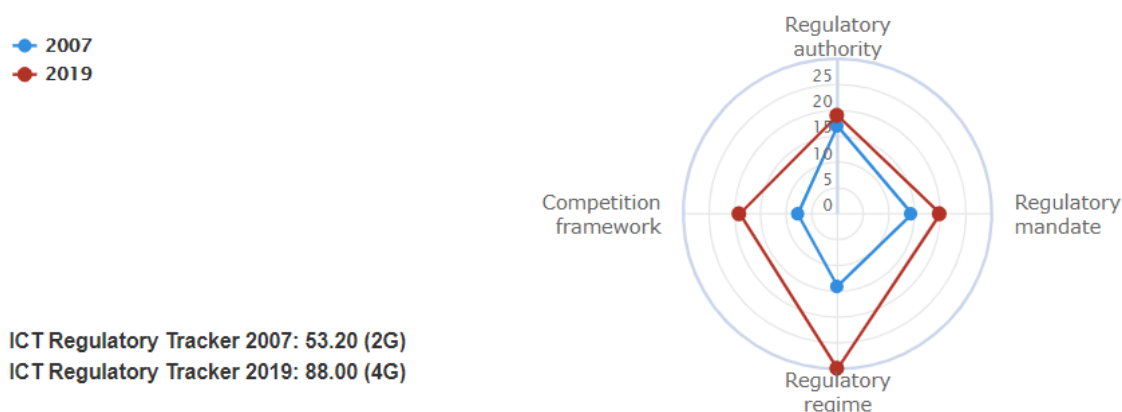 2007
2019
Regulatory
authority
25
20
15
10
5
0
Competition
framework
Regulatory
mandate
ICT Regulatory Tracker 2007: 53.20 (2G)
ICT Regulatory Tracker 2019: 88.00 (4G)
Regulatory
regime